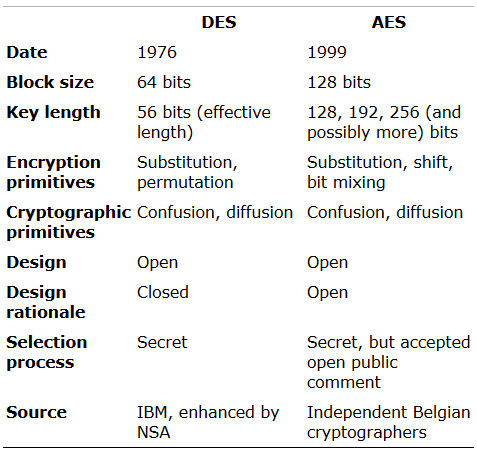 DES AES
Date 1976 1999
Block size 64 bits 128 bits
Key length 56 bits (effective 128, 192, 256 (and
length) possibly more) bits
Encryption Substitution, Substitution, shift,
primitives permutation bit mixing
Cryptographic Confusion, diffusion Confusion, diffusion
primitives
Design Open Open
Design Closed Open
rationale
Selection Secret Secret, but accepted
process open public
comment
Source IBM, enhanced by Independent Belgian
NSA cryptographers